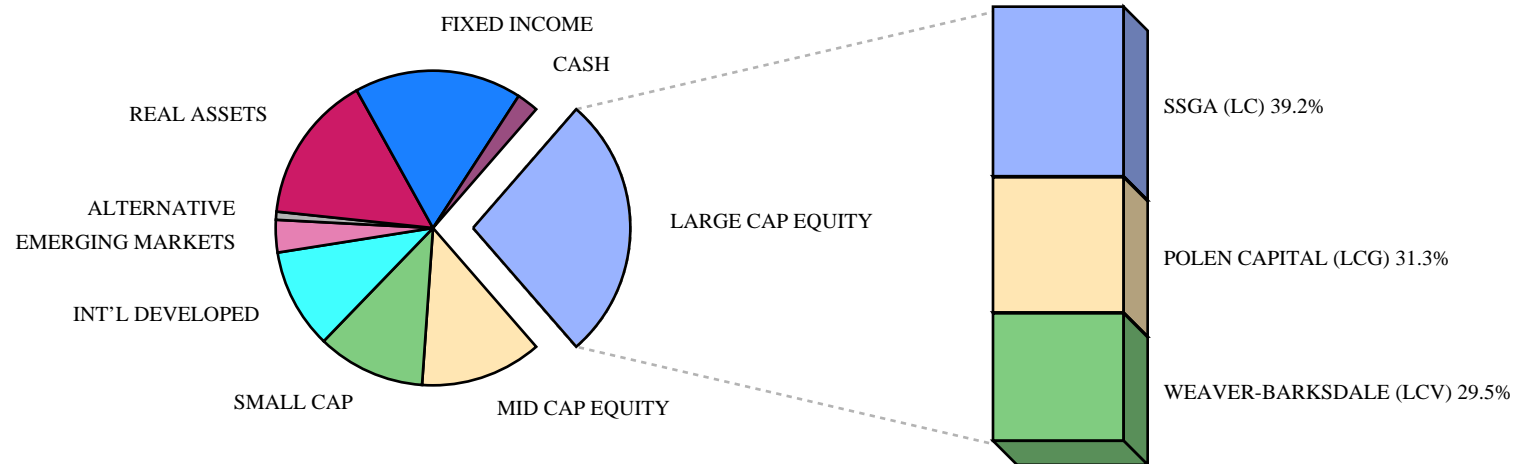 FIXED INCOME
CASH
REAL ASSETS
ALTERNATIVE
EMERGING MARKETS
INT'L DEVELOPED
SMALL CAP
MID CAP EQUITY
LARGE CAP EQUITY
SSGA (LC) 39.2%
POLEN CAPITAL (LCG) 31.3%
WEAVER-BARKSDALE (LCV) 29.5%